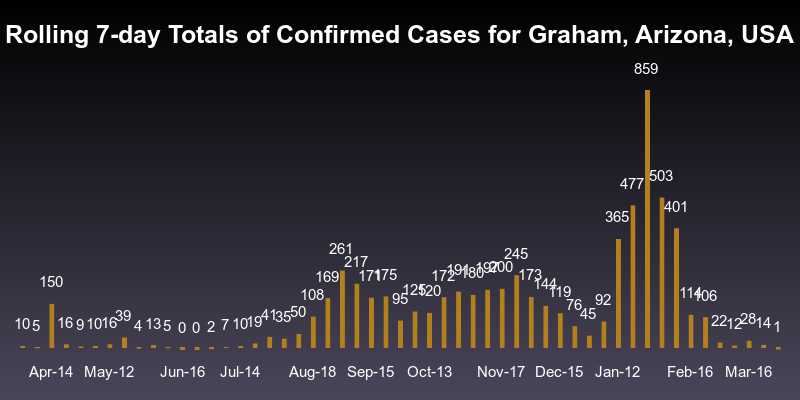 Rolling 7-day Totals of Confirmed Cases for Graham, Arizona, USA
10 5 150 16 9 10 16 39 4 13 5 0 0 2 7 10 19 41 35 50 108 169 261 217 171 175 95 125 120 172 191 180 197 200 245 173 144 119 76 45 92 365 477 859 503 401 114 106 22 12 28 14 1
Apr-14 May-12 Jun-16 Jul-14 Aug-18 Sep-15 Oct-13 Nov-17 Dec-15 Jan-12 Feb-16 Mar-16